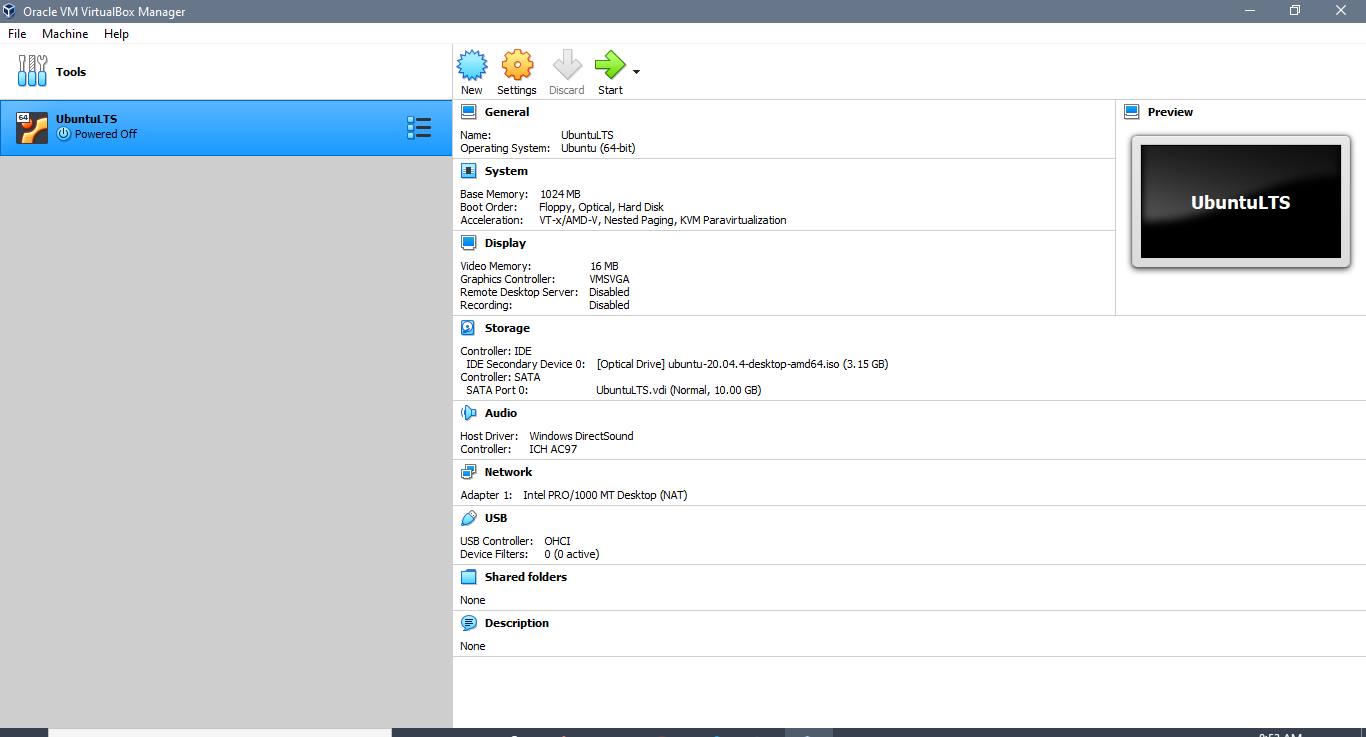 Oracle VM VirtualBox Manager
File Machine Help
Tools
New Settings Discard Start
64
UbuntuLTS
Powered Off
General
Name: UbuntuLTS
Operating System: Ubuntu (64-bit)
Preview
UbuntuLTS
System
Base Memory: 1024 MB
Boot Order: Floppy, Optical, Hard Disk
Acceleration: VT-x/AMD-V, Nested Paging, KVM Paravirtualization
Display
Video Memory: 16 MB
Graphics Controller: VMSVGA
Remote Desktop Server: Disabled
Recording: Disabled
Storage
Controller: IDE
IDE Secondary Device 0: [Optical Drive] ubuntu-20.04.4-desktop-amd64.iso (3.15 GB)
Controller: SATA
SATA Port 0: UbuntuLTS.vdi (Normal, 10.00 GB)
Audio
Host Driver: Windows DirectSound
Controller: ICH AC97
Network
Adapter 1: Intel PRO/1000 MT Desktop (NAT)
USB
USB Controller: OHCI
Device Filters: 0 (0 active)
Shared folders
None
Description
None